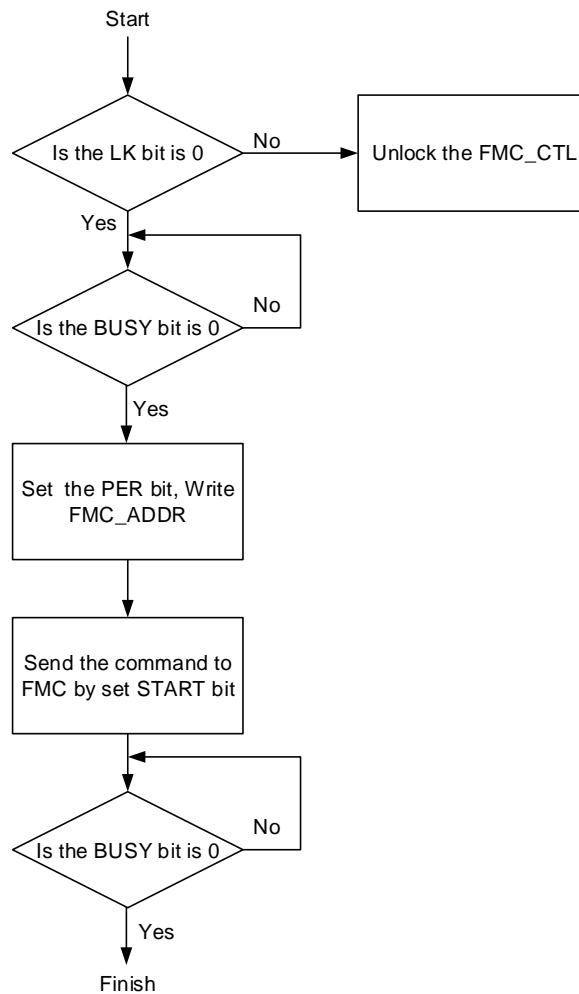 Start
Is the LK bit is 0
No
Unlock the FMC_CTL
Yes
Is the BUSY bit is 0
No
Yes
Set the PER bit, Write
FMC_ADDR
Send the command to
FMC by set START bit
Is the BUSY bit is 0
No
Yes
Finish